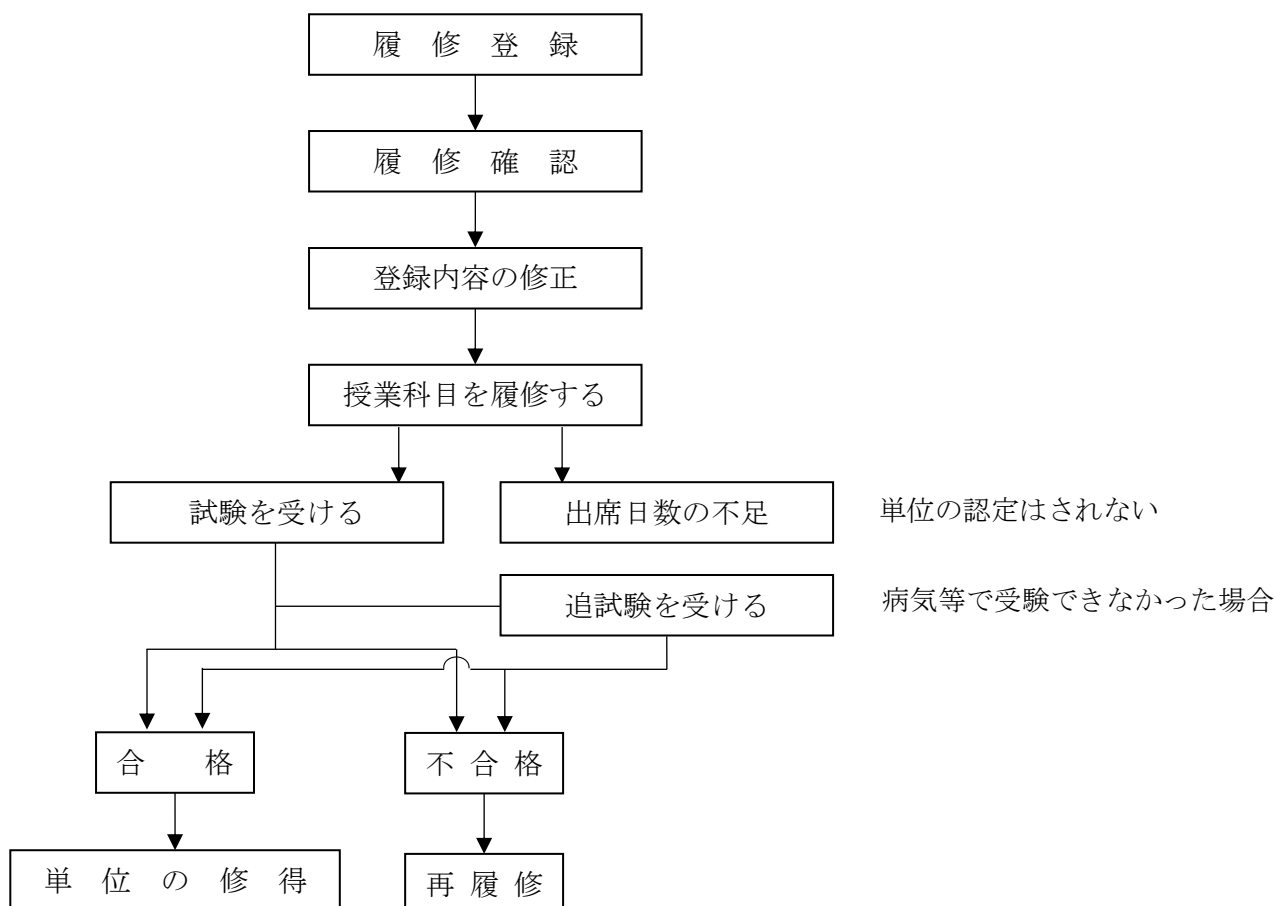 履修登録
履修確認
登録内容の修正
授業科目を履修する
試験を受ける
出席日数の不足
単位の認定はされない
追試験を受ける
病気等で受験できなかった場合
合格
不合格
単位の修得
再履修